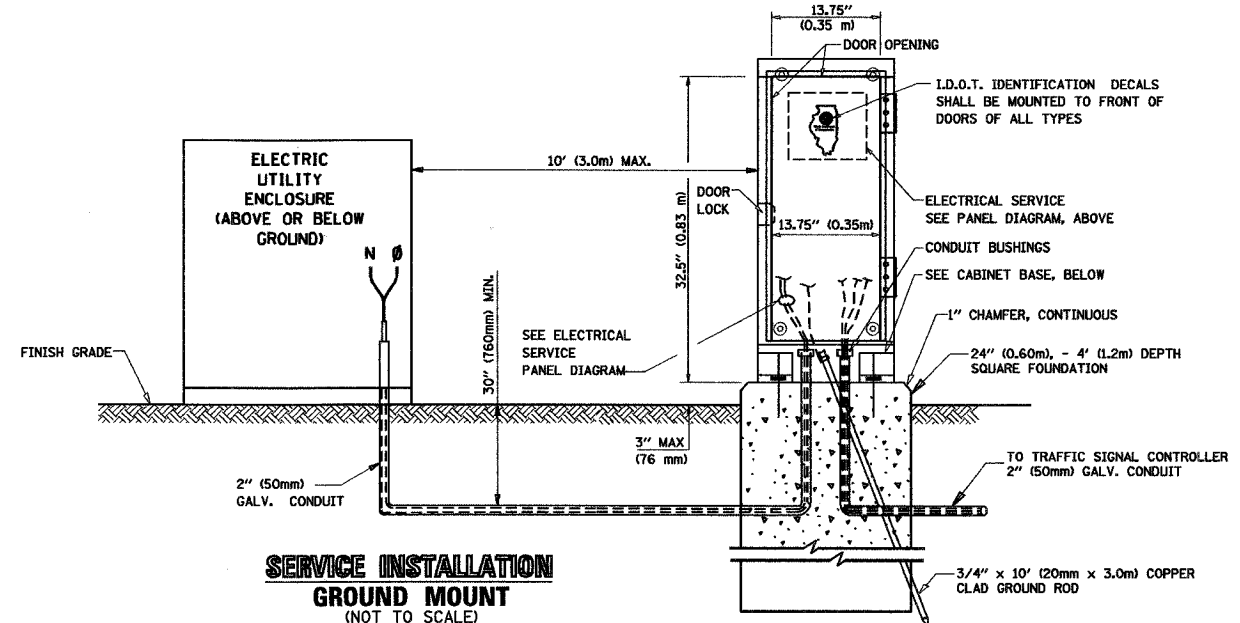 13.75"
(0.35 m)
DOOR OPENING
I.D.O.T. IDENTIFICATION DECALS
SHALL BE MOUNTED TO FRONT OF
DOORS OF ALL TYPES
ELECTRIC
UTILITY
ENCLOSURE
(ABOVE OR BELOW
GROUND)
N Ø
10' (3.0m) MAX.
DOOR
LOCK
32.5" (0.83 m)
13.75" (0.35m)
ELECTRICAL SERVICE
SEE PANEL DIAGRAM, ABOVE
CONDUIT BUSHINGS
SEE CABINET BASE, BELOW
1" CHAMFER, CONTINUOUS
24" (0.60m), - 4' (1.2m) DEPTH
SQUARE FOUNDATION
FINISH GRADE
30" (760mm) MIN.
SEE ELECTRICAL
SERVICE
PANEL DIAGRAM
3" MAX
(76 mm)
2" (50mm)
GALV. CONDUIT
TO TRAFFIC SIGNAL CONTROLLER
2" (50mm) GALV. CONDUIT
3/4" x 10' (20mm x 3.0m) COPPER
CLAD GROUND ROD
SERVICE INSTALLATION
GROUND MOUNT
(NOT TO SCALE)